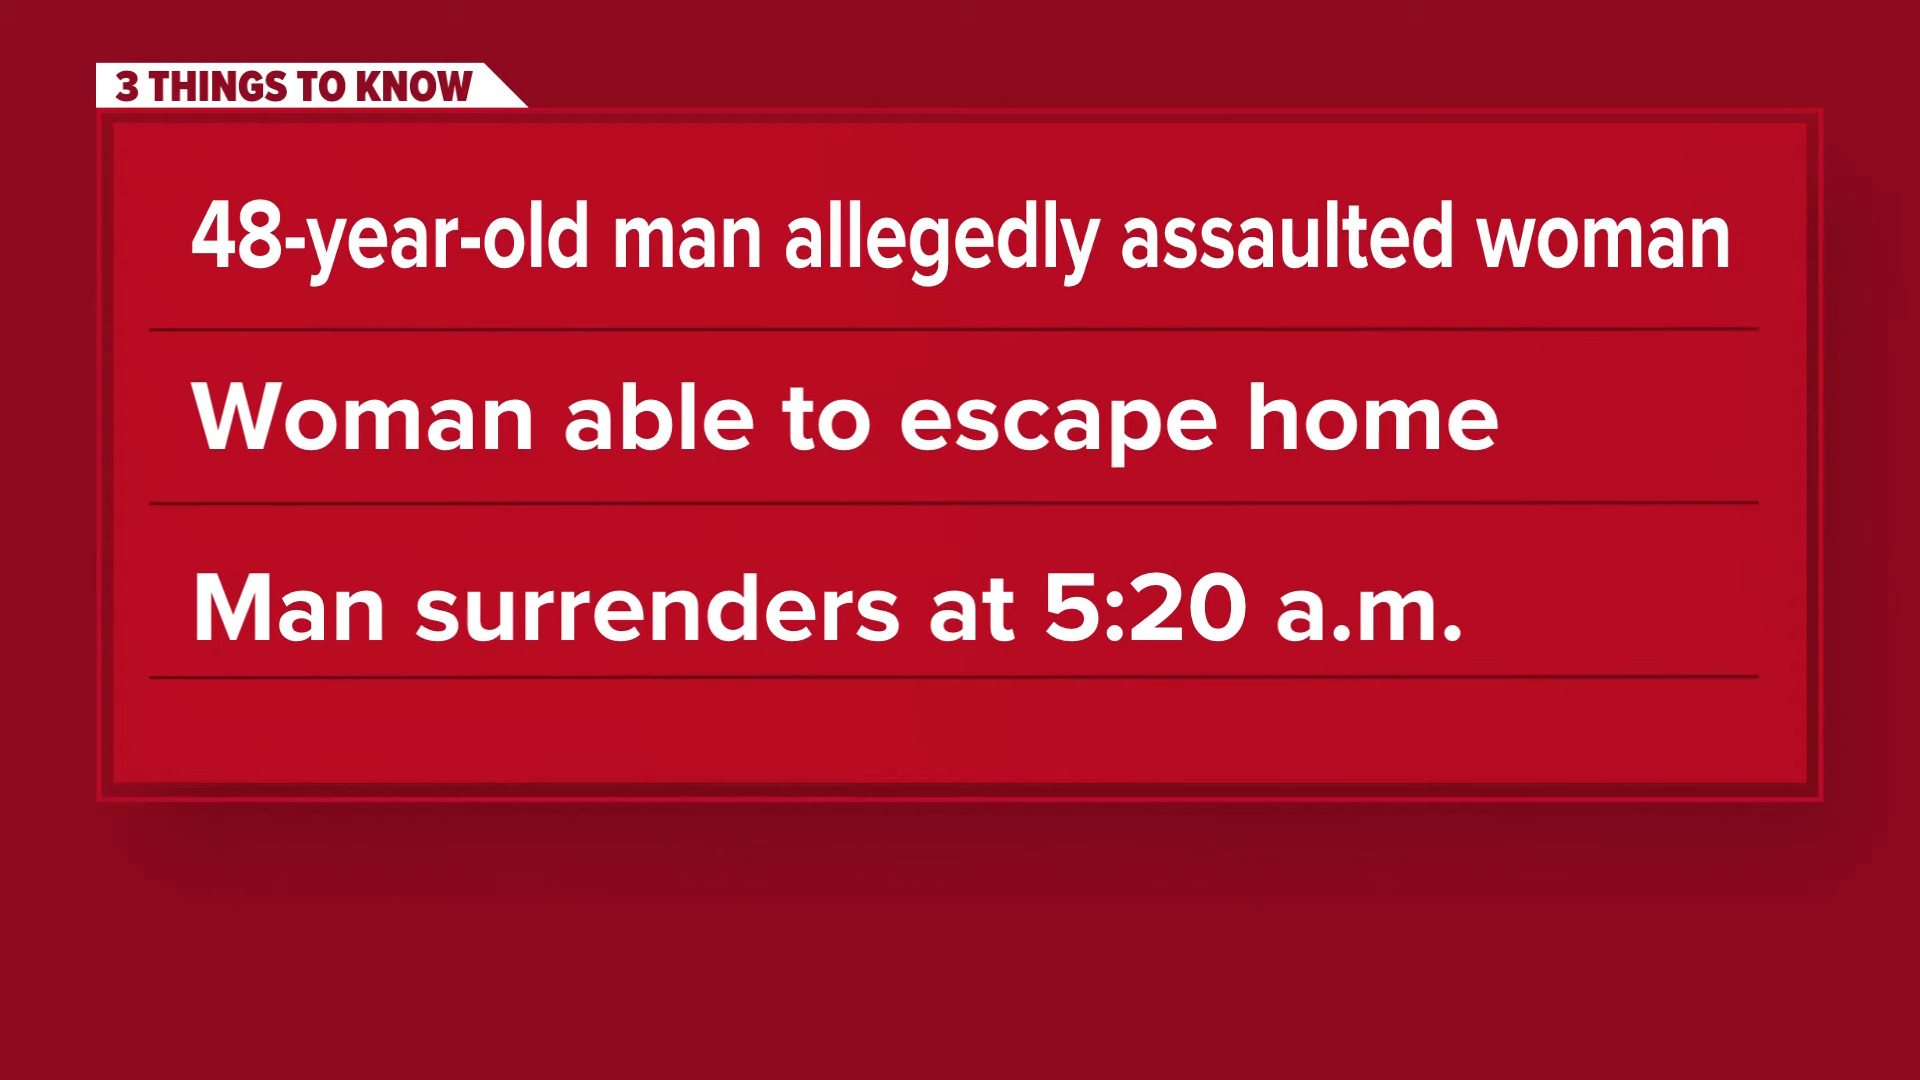 3 THINGS TO KNOW
48-year-old man allegedly assaulted woman
Woman able to escape home
Man surrenders at 5:20 a.m.